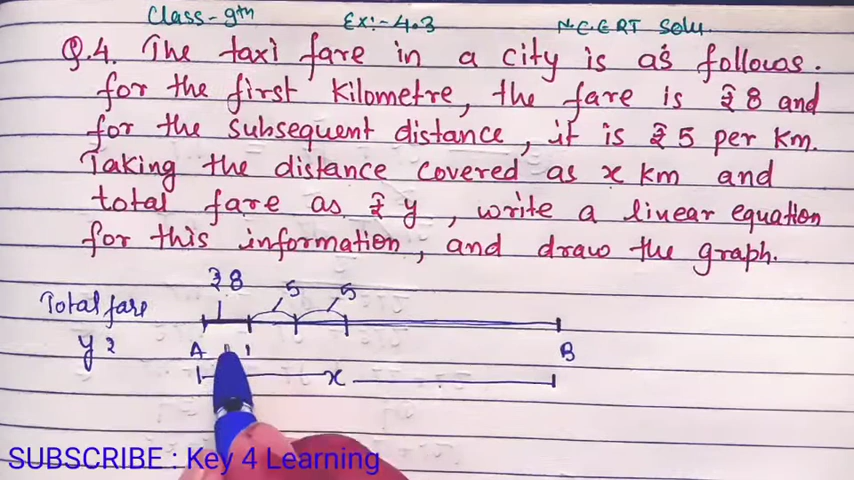 Class-9th Ex:-4.3 NCERT Solu.
Q.4. The taxi fare in a city is as follows.
for the first kilometre, the fare is ₹8 and
for the subsequent distance, it is ₹5 per km.
Taking the distance covered as x km and
total fare as ₹ y, write a linear equation
for this information, and draw the graph.
₹8 5 5
Total fare
y
A 1 B
x
SUBSCRIBE : Key 4 Learning